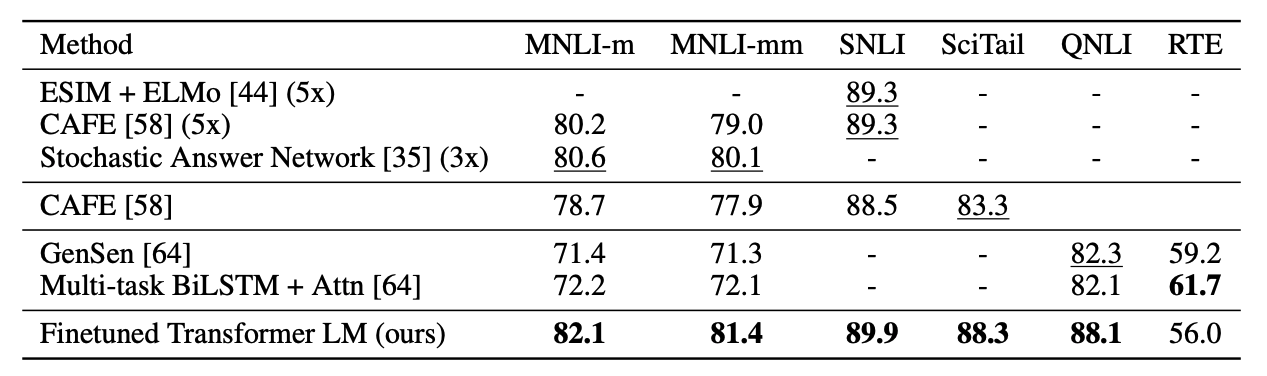 Method MNLI-m MNLI-mm SNLI SciTail QNLI RTE
ESIM + ELMo [44] (5x) - - 89.3 - - -
CAFE [58] (5x) 80.2 79.0 89.3 - - -
Stochastic Answer Network [35] (3x) 80.6 80.1 - - - -
CAFE [58] 78.7 77.9 88.5 83.3
GenSen [64] 71.4 71.3 - - 82.3 59.2
Multi-task BiLSTM + Attn [64] 72.2 72.1 - - 82.1 61.7
Finetuned Transformer LM (ours) 82.1 81.4 89.9 88.3 88.1 56.0